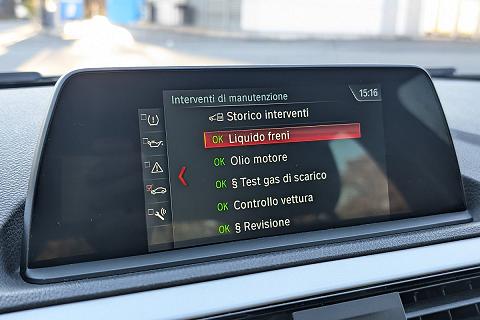 Interventi di manutenzione
15:16
Storico interventi
OK Liquido freni
OK Olio motore
OK § Test gas di scarico
OK Controllo vettura
OK § Revisione